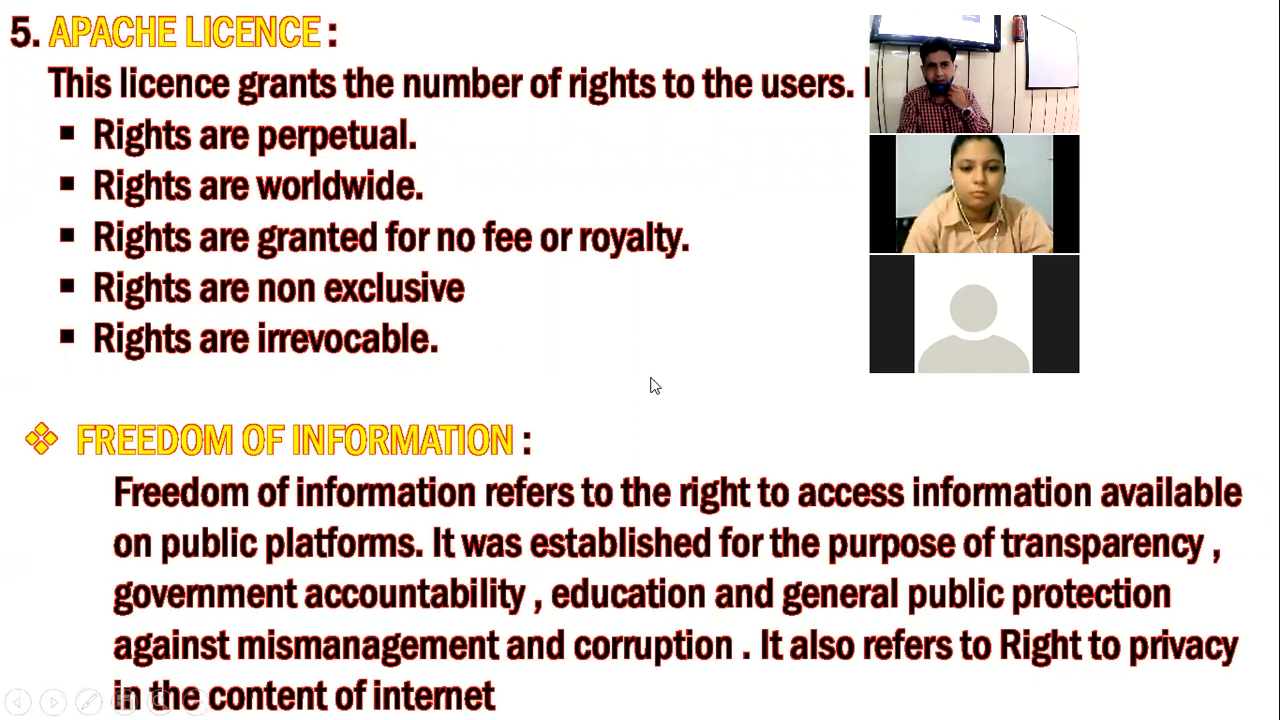 5. APACHE LICENCE :
This licence grants the number of rights to the users.
▪ Rights are perpetual.
▪ Rights are worldwide.
▪ Rights are granted for no fee or royalty.
▪ Rights are non exclusive
▪ Rights are irrevocable.
❖ FREEDOM OF INFORMATION :
Freedom of information refers to the right to access information available
on public platforms. It was established for the purpose of transparency ,
government accountability , education and general public protection
against mismanagement and corruption . It also refers to Right to privacy
in the content of internet